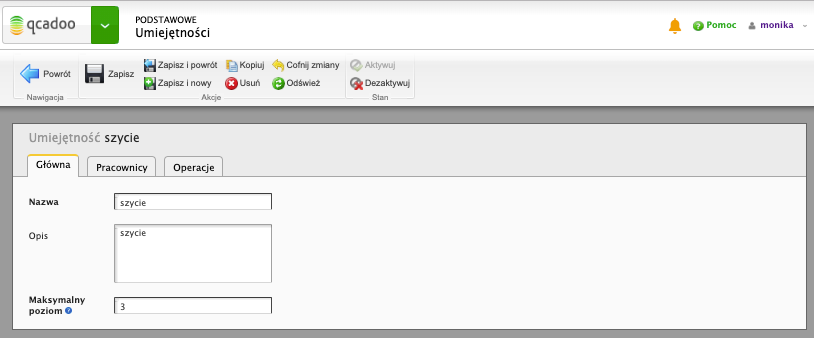 qcadoo
PODSTAWOWE
Umiejętności
Pomoc
monika
Powrót
Zapisz
Zapisz i powrót
Kopiuj
Cofnij zmiany
Zapisz i nowy
Usuń
Odśwież
Aktywuj
Dezaktywuj
Nawigacja
Akcje
Stan
Umiejętność szycie
Główna
Pracownicy
Operacje
Nazwa
szycie
Opis
szycie
Maksymalny
poziom ?
3